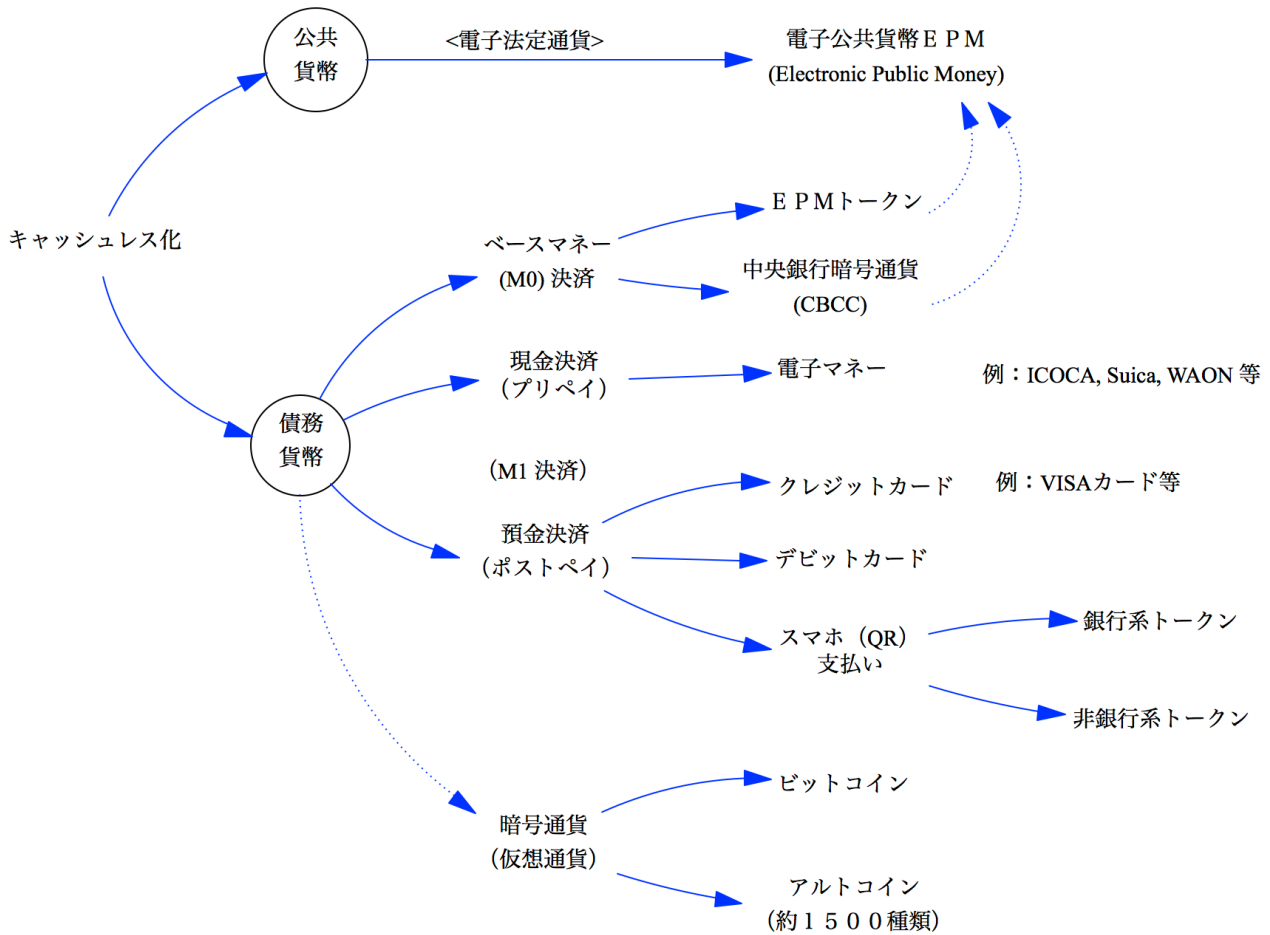 公共
貨幣
<電子法定通貨>
電子公共貨幣ＥＰＭ
(Electronic Public Money)
キャッシュレス化
ベースマネー
(M0) 決済
ＥＰＭトークン
中央銀行暗号通貨
(CBCC)
現金決済
（プリペイ）
電子マネー
例：ICOCA, Suica, WAON 等
債務
貨幣
（M1 決済）
預金決済
（ポストペイ）
クレジットカード
例：VISAカード等
デビットカード
スマホ（QR）
支払い
銀行系トークン
非銀行系トークン
暗号通貨
（仮想通貨）
ビットコイン
アルトコイン
（約１５００種類）